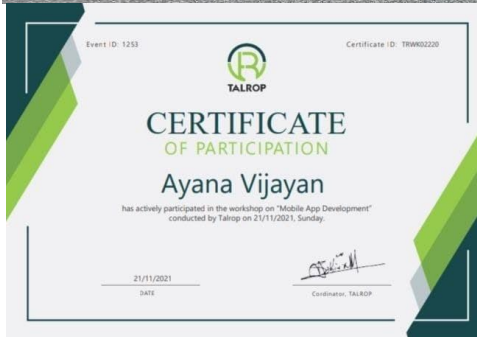 Event ID: 1253
Certificate ID: TRWK02220
TALROP
CERTIFICATE
OF PARTICIPATION
Ayana Vijayan
has actively participated in the workshop on "Mobile App Development"
conducted by Talrop on 21/11/2021, Sunday.
21/11/2021
DATE
Cordinator, TALROP